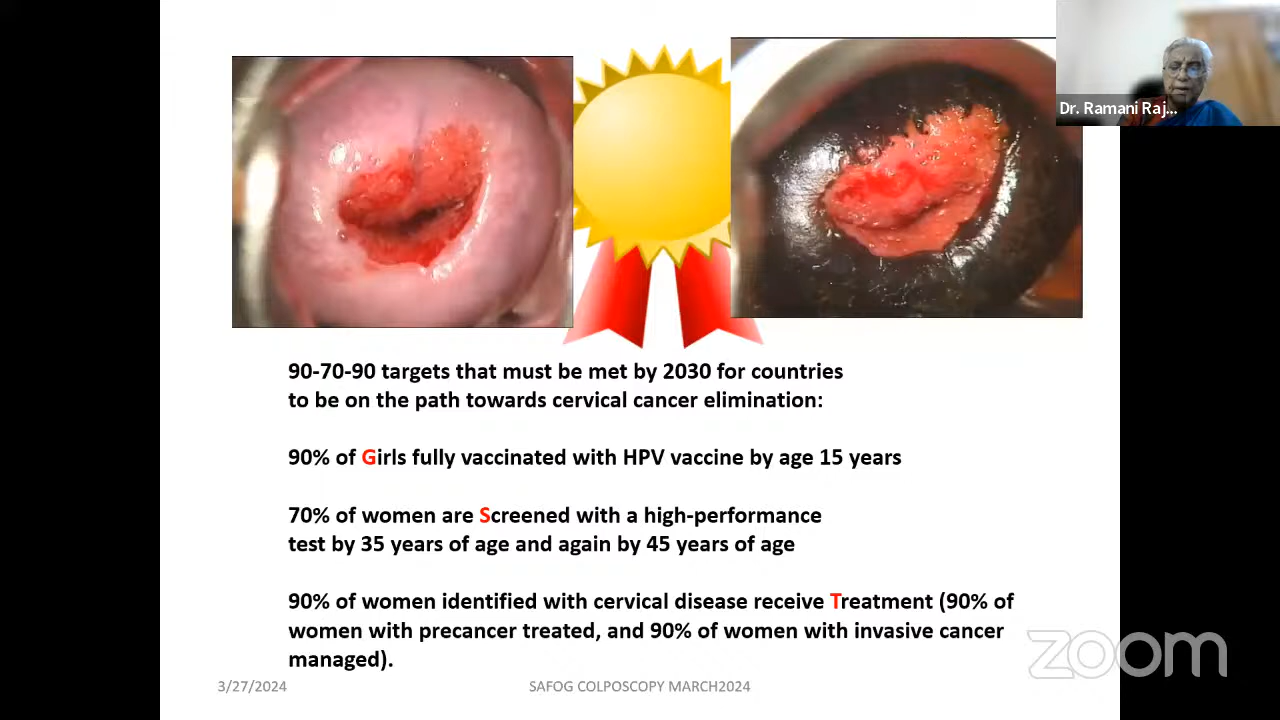 Dr. Ramani Raj...
90-70-90 targets that must be met by 2030 for countries
to be on the path towards cervical cancer elimination:
90% of Girls fully vaccinated with HPV vaccine by age 15 years
70% of women are Screened with a high-performance
test by 35 years of age and again by 45 years of age
90% of women identified with cervical disease receive Treatment (90% of
women with precancer treated, and 90% of women with invasive cancer
managed).
3/27/2024
SAFOG COLPOSCOPY MARCH2024
zoom